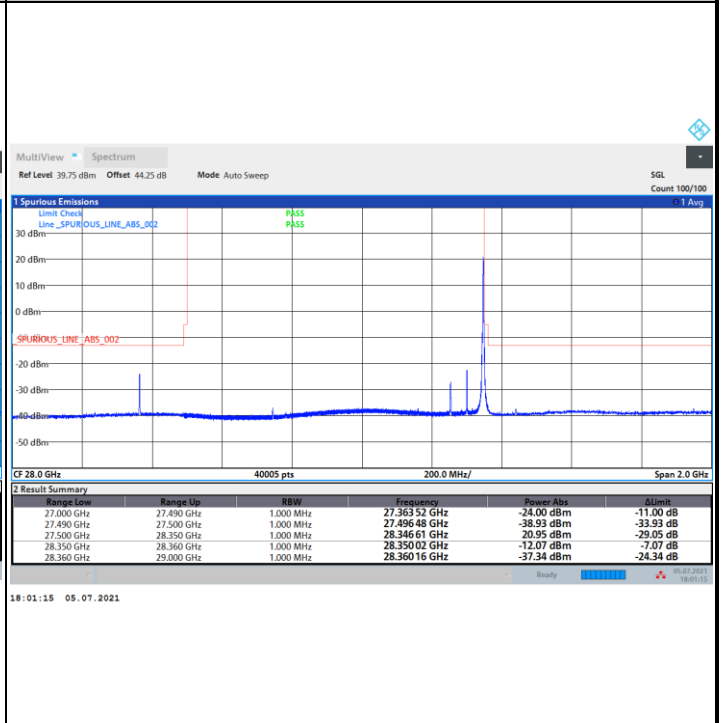 MultiView Spectrum
Ref Level 39.75 dBm Offset 44.25 dB Mode Auto Sweep SGL
Count 100/100
1 Spurious Emissions 1 Avg
Limit Check PASS
Line _SPURIOUS_LINE_ABS_002 PASS
30 dBm
20 dBm
10 dBm
0 dBm
_SPURIOUS_LINE_ABS_002
-20 dBm
-30 dBm
-40 dBm
-50 dBm
CF 28.0 GHz 40005 pts 200.0 MHz/ Span 2.0 GHz
2 Result Summary
Range Low Range Up RBW Frequency Power Abs ΔLimit
27.000 GHz 27.490 GHz 1.000 MHz 27.363 52 GHz -24.00 dBm -11.00 dB
27.490 GHz 27.500 GHz 1.000 MHz 27.496 48 GHz -38.93 dBm -33.93 dB
27.500 GHz 28.350 GHz 1.000 MHz 28.346 61 GHz 20.95 dBm -29.05 dB
28.350 GHz 28.360 GHz 1.000 MHz 28.350 02 GHz -12.07 dBm -7.07 dB
28.360 GHz 29.000 GHz 1.000 MHz 28.360 16 GHz -37.34 dBm -24.34 dB
Ready 05.07.2021
18:01:15
18:01:15 05.07.2021